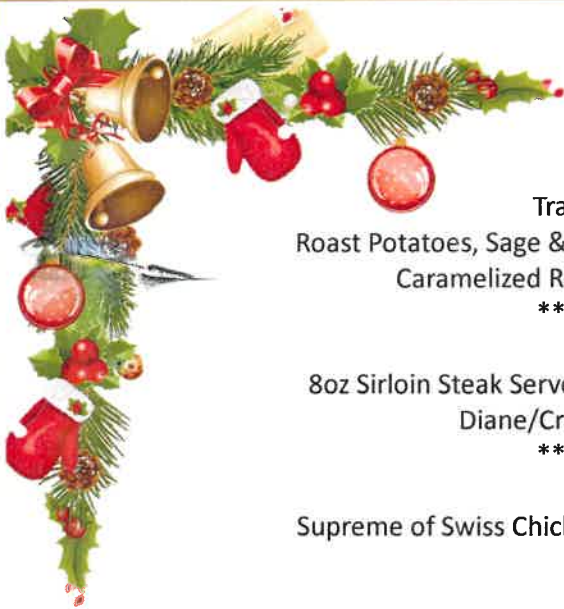 Tra
Roast Potatoes, Sage &
Caramelized R
**
8oz Sirloin Steak Serve
Diane/Cr
**
Supreme of Swiss Chick